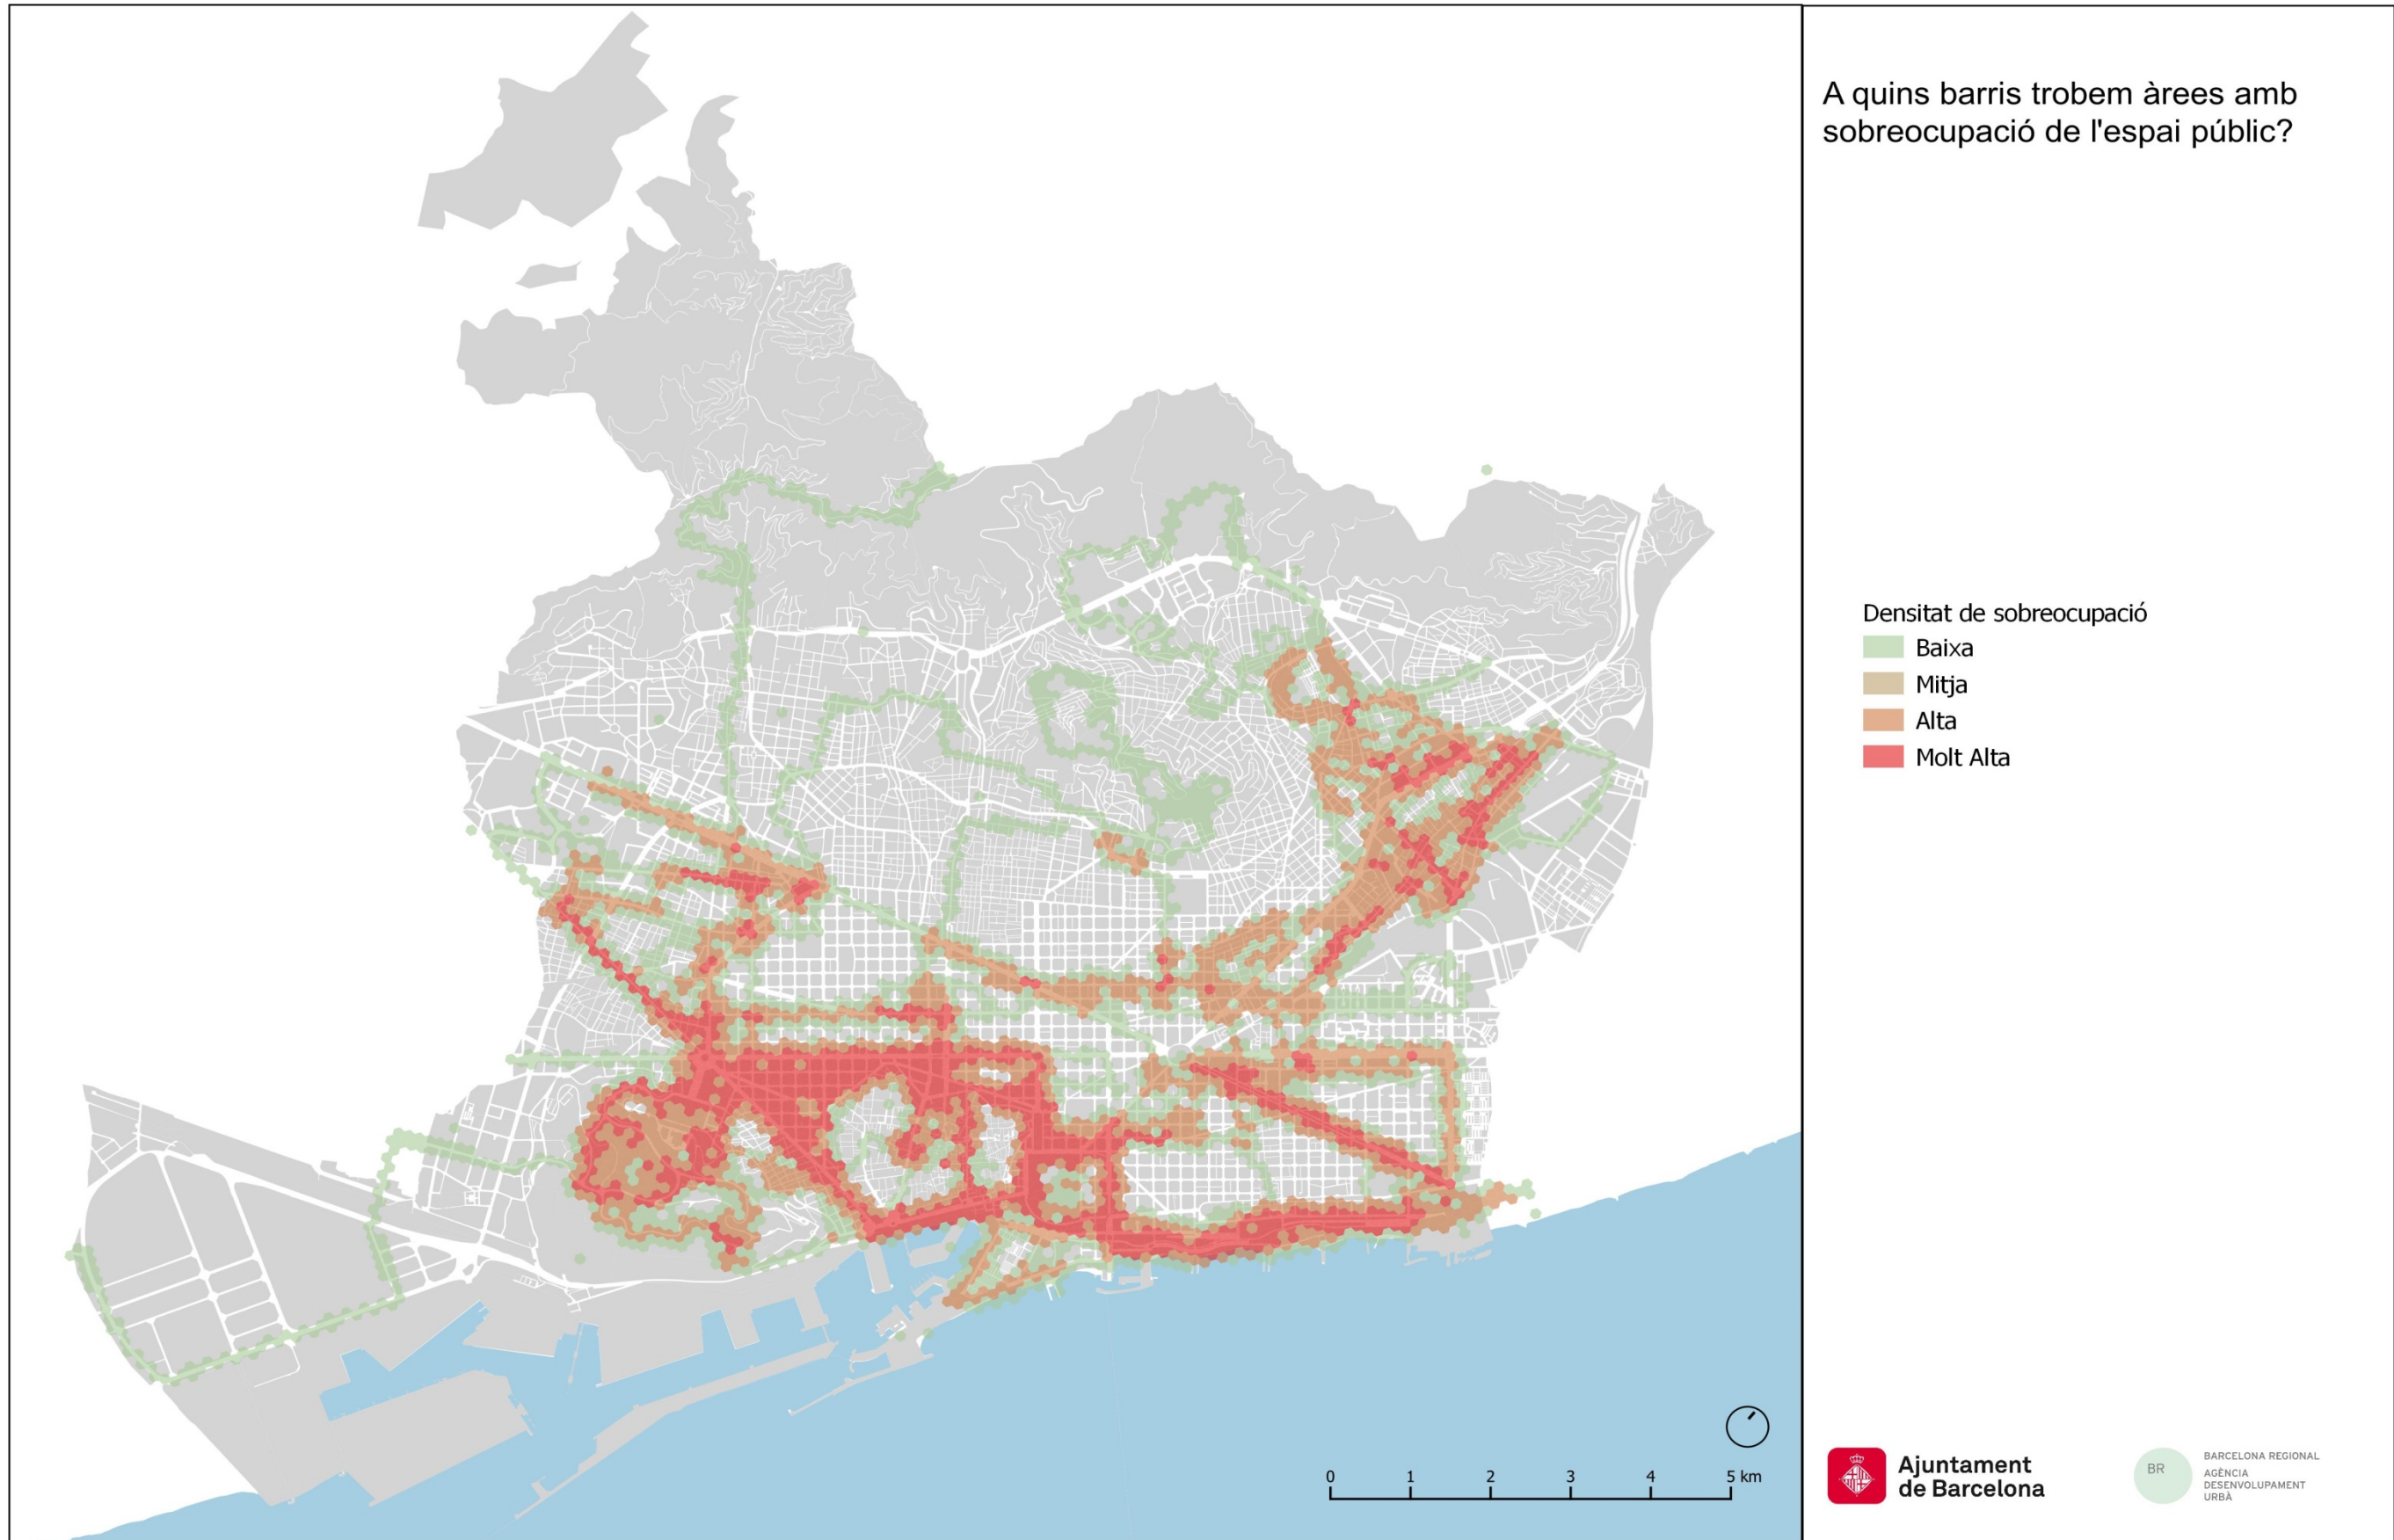 A quins barris trobem àrees amb
sobreocupació de l'espai públic?
Densitat de sobreocupació
Baixa
Mitja
Alta
Molt Alta
0 1 2 3 4 5 km
Ajuntament
de Barcelona
BR
BARCELONA REGIONAL
AGÈNCIA
DESENVOLUPAMENT
URBÀ